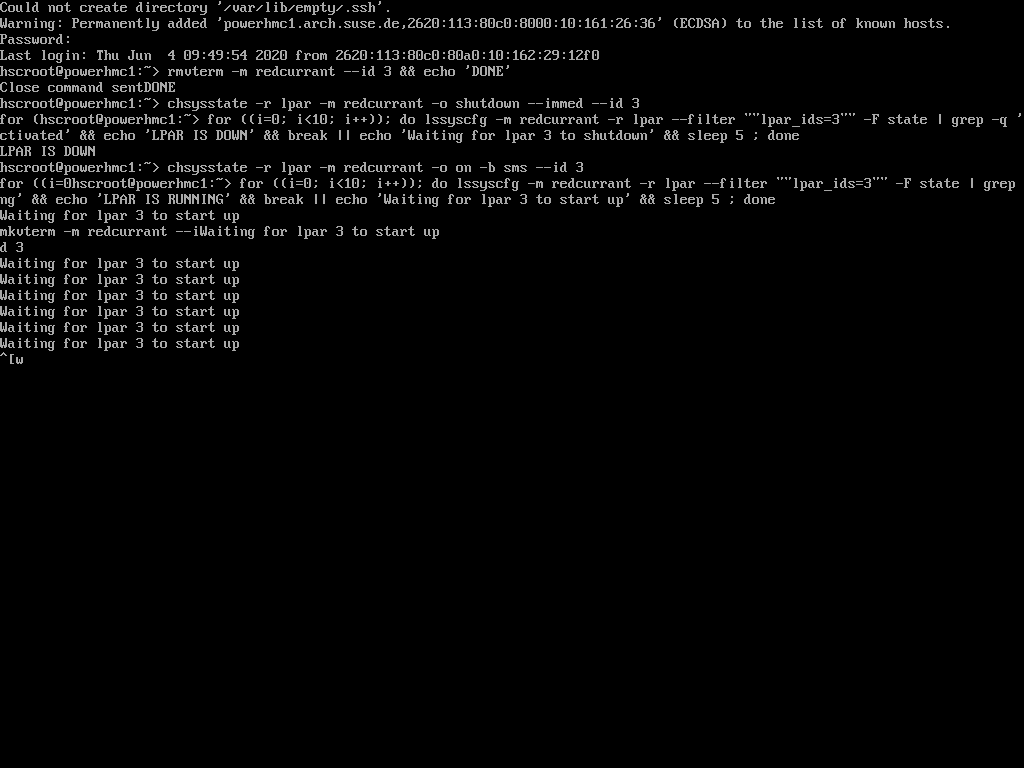 Could not create directory '/var/lib/empty/.ssh'.
Warning: Permanently added 'powerhmc1.arch.suse.de,2620:113:80c0:8000:10:161:26:36' (ECDSA) to the list of known hosts.
Password:
Last login: Thu Jun  4 09:49:54 2020 from 2620:113:80c0:80a0:10:162:29:12f0
hscroot@powerhmc1:~> rmvterm -m redcurrant --id 3 && echo 'DONE'
Close command sentDONE
hscroot@powerhmc1:~> chsysstate -r lpar -m redcurrant -o shutdown --immed --id 3
for (hscroot@powerhmc1:~> for ((i=0; i<10; i++)); do lssyscfg -m redcurrant -r lpar --filter ""lpar_ids=3"" -F state | grep -q '
ctivated' && echo 'LPAR IS DOWN' && break || echo 'Waiting for lpar 3 to shutdown' && sleep 5 ; done
LPAR IS DOWN
hscroot@powerhmc1:~> chsysstate -r lpar -m redcurrant -o on -b sms --id 3
for ((i=0hscroot@powerhmc1:~> for ((i=0; i<10; i++)); do lssyscfg -m redcurrant -r lpar --filter ""lpar_ids=3"" -F state | grep
ng' && echo 'LPAR IS RUNNING' && break || echo 'Waiting for lpar 3 to start up' && sleep 5 ; done
Waiting for lpar 3 to start up
mkvterm -m redcurrant --iWaiting for lpar 3 to start up
d 3
Waiting for lpar 3 to start up
Waiting for lpar 3 to start up
Waiting for lpar 3 to start up
Waiting for lpar 3 to start up
Waiting for lpar 3 to start up
Waiting for lpar 3 to start up
^[w